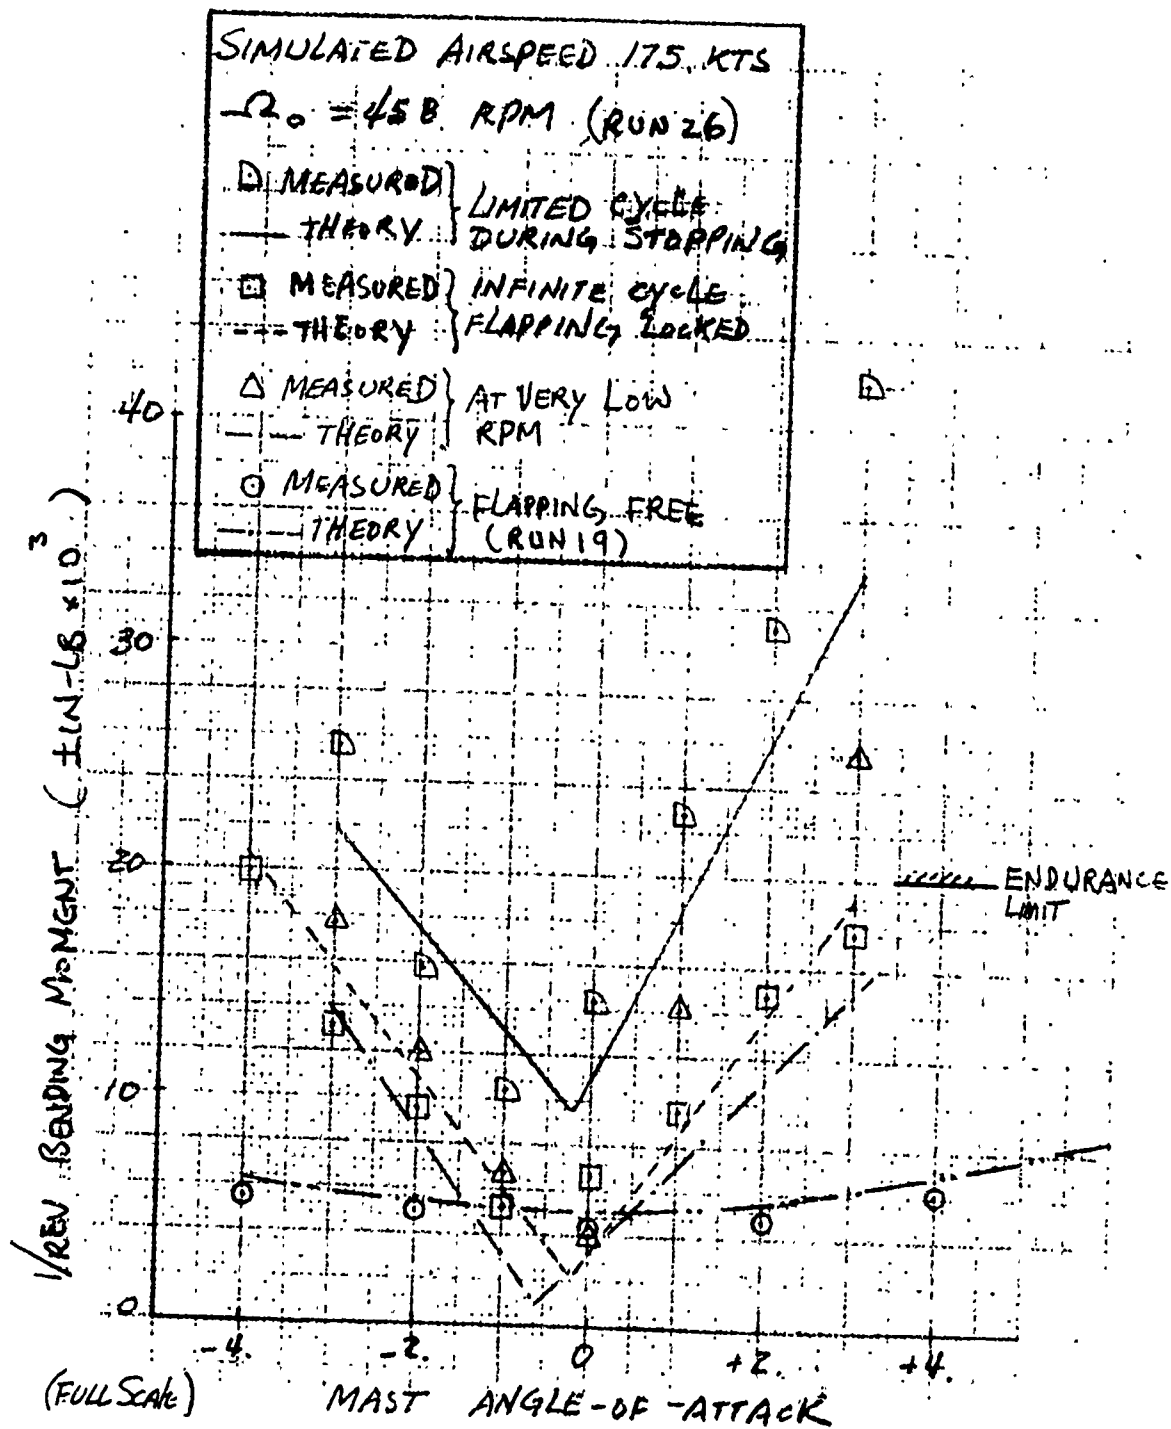 SIMULATED AIRSPEED 175. KTS
Ω₀ = 458 RPM (RUN 26)
MEASURED } LIMITED CYCLE
THEORY } DURING STOPPING
MEASURED } INFINITE CYCLE
THEORY } FLAPPING LOCKED
MEASURED } AT VERY LOW
THEORY } RPM
MEASURED } FLAPPING FREE
THEORY } (RUN 19)
40
30
20
10
0
1/REV BENDING MOMENT (±IN-LB × 10³)
ENDURANCE
LIMIT
-4. -2. 0 +2. +4.
(FULL SCALE) MAST ANGLE-OF-ATTACK